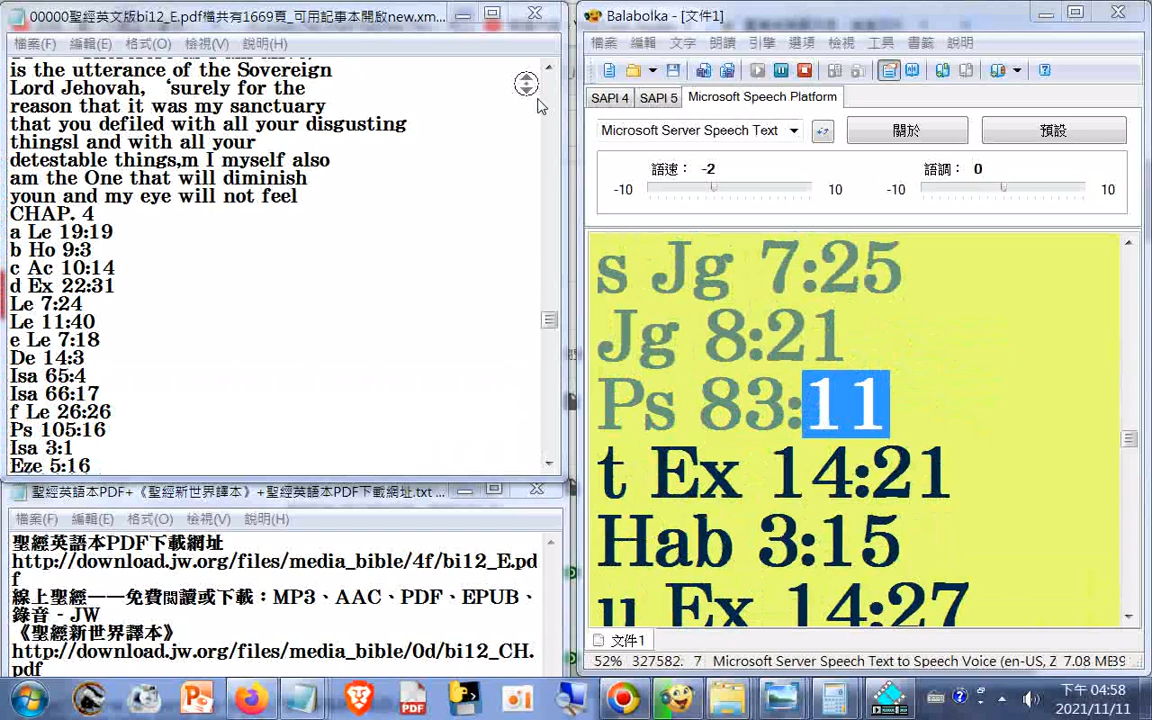 00000聖經英文版bi12_E.pdf檔共有1669頁_可用記事本開啟new.xm...
檔案(F) 編輯(E) 格式(O) 檢視(V) 說明(H)
is the utterance of the Sovereign
Lord Jehovah, ‘surely for the
reason that it was my sanctuary
that you defiled with all your disgusting
thingsl and with all your
detestable things,m I myself also
am the One that will diminish
youn and my eye will not feel
CHAP. 4
a Le 19:19
b Ho 9:3
c Ac 10:14
d Ex 22:31
Le 7:24
Le 11:40
e Le 7:18
De 14:3
Isa 65:4
Isa 66:17
f Le 26:26
Ps 105:16
Isa 3:1
Eze 5:16
聖經英語本PDF+《聖經新世界譯本》+聖經英語本PDF下載網址.txt ...
檔案(F) 編輯(E) 格式(O) 檢視(V) 說明(H)
聖經英語本PDF下載網址
http://download.jw.org/files/media_bible/4f/bi12_E.pd
f
線上聖經——免費閱讀或下載：MP3、AAC、PDF、EPUB、
錄音 - JW
《聖經新世界譯本》
http://download.jw.org/files/media_bible/0d/bi12_CH.
pdf
Balabolka - [文件1]
檔案 編輯 文字 朗讀 引擎 選項 檢視 工具 書籤 說明
SAPI 4 SAPI 5 Microsoft Speech Platform
Microsoft Server Speech Text 關於 預設
語速： -2 語調： 0
-10 10 -10 10
s Jg 7:25
Jg 8:21
Ps 83:11
t Ex 14:21
Hab 3:15
u Ex 14:27
文件1
52% 327582. 7 Microsoft Server Speech Text to Speech Voice (en-US, Z 7.08 MB
下午 04:58
2021/11/11